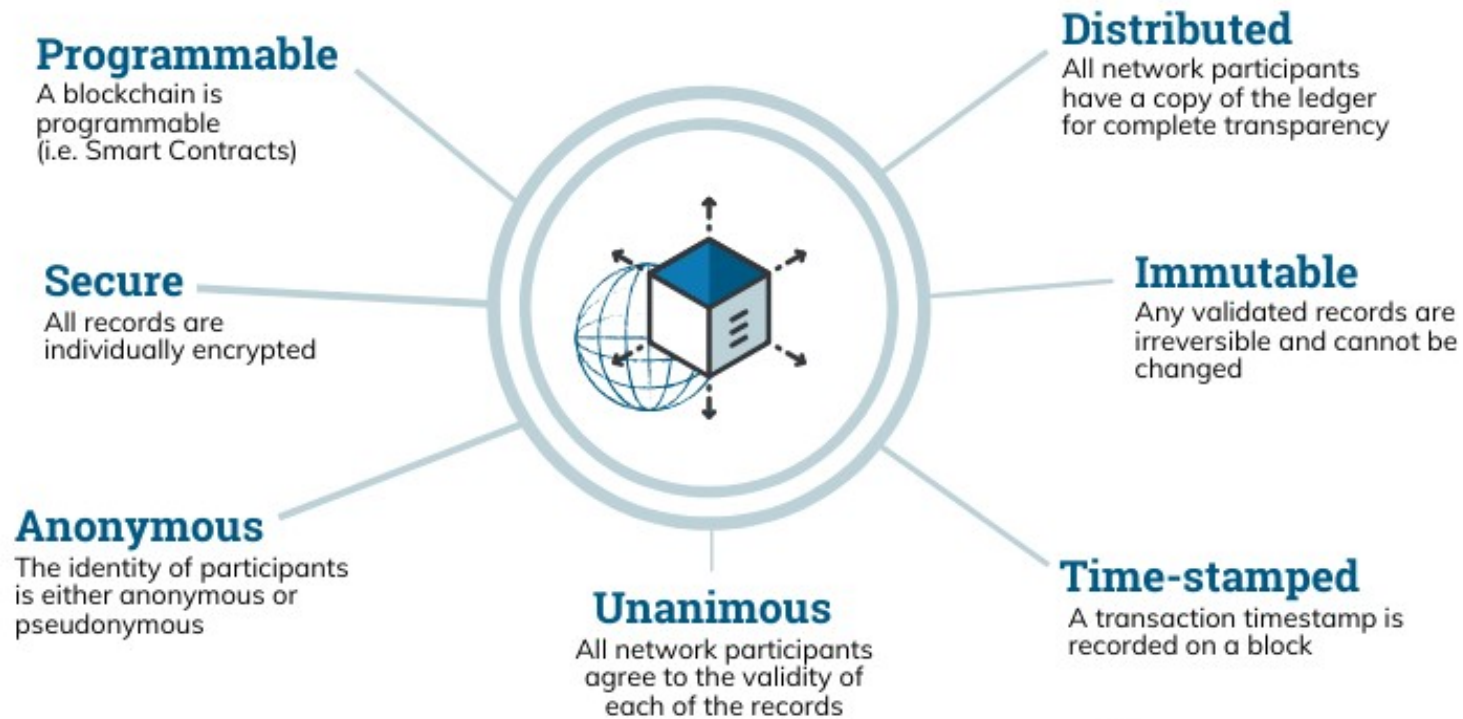 Programmable
A blockchain is
programmable
(i.e. Smart Contracts)
Distributed
All network participants
have a copy of the ledger
for complete transparency
Secure
All records are
individually encrypted
Immutable
Any validated records are
irreversible and cannot be
changed
Anonymous
The identity of participants
is either anonymous or
pseudonymous
Unanimous
All network participants
agree to the validity of
each of the records
Time-stamped
A transaction timestamp is
recorded on a block